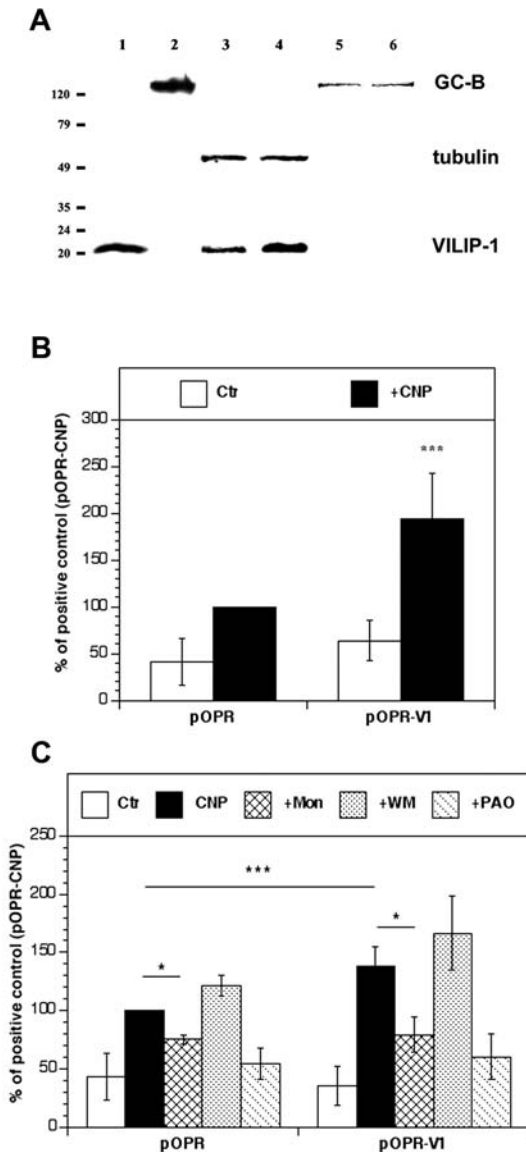 A
1 2 3 4 5 6
120 GC-B
79
tubulin
49
35
24
20 VILIP-1
B
Ctr +CNP
% of positive control (pOPR-CNP)
300
250
***
200
150
100
50
0
pOPR pOPR-V1
C
Ctr CNP +Mon +WM +PAO
% of positive control (pOPR-CNP)
250
200
***
150
* *
100
50
0
pOPR pOPR-V1